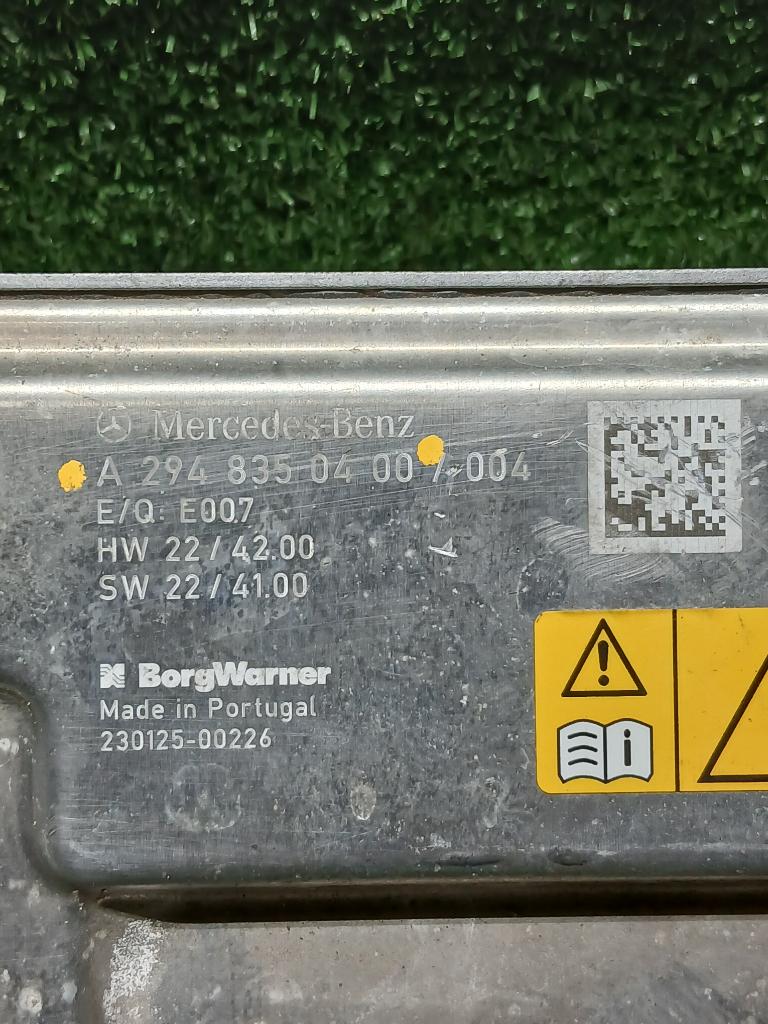 Mercedes-Benz
A 294 835 04 00 / 004
E/Q: E007
HW 22 / 42.00
SW 22 / 41.00
BorgWarner
Made in Portugal
230125-00226